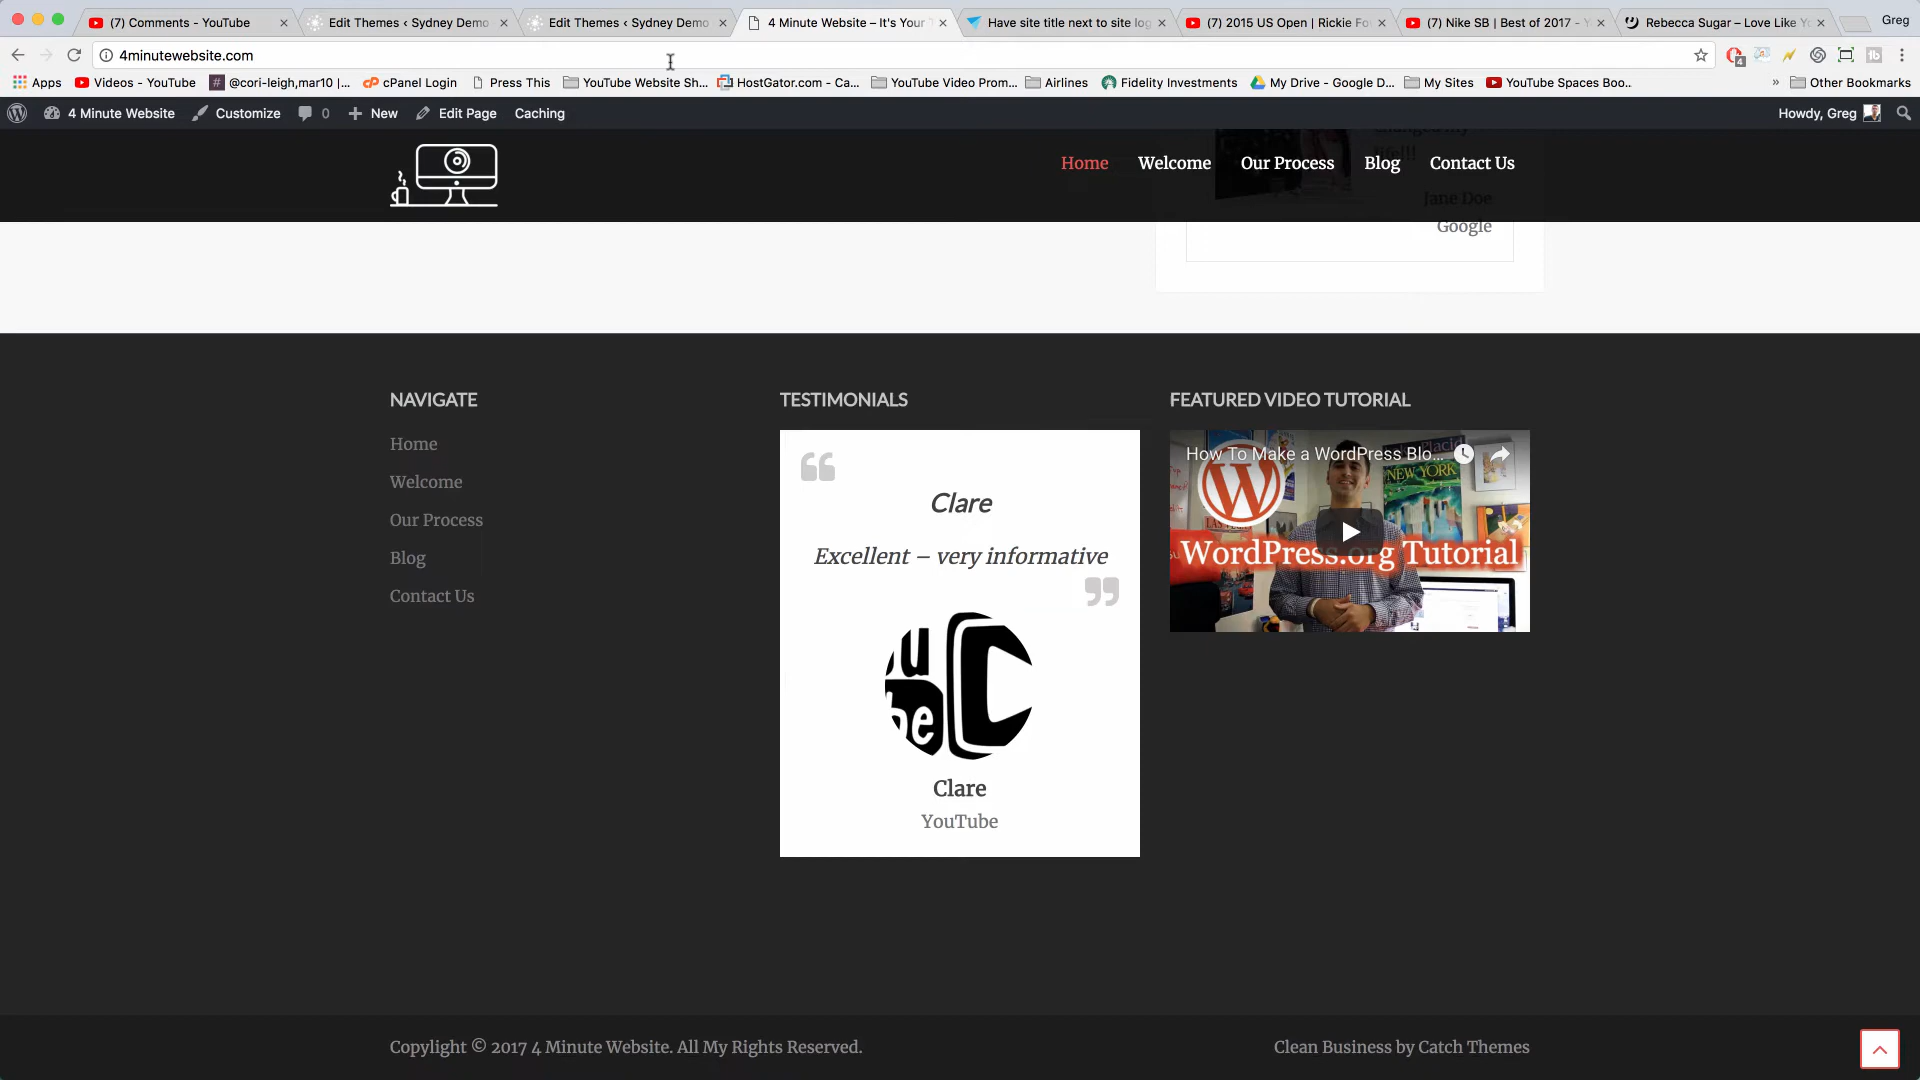 (7) Comments - YouTube
Edit Themes ‹ Sydney Demo
Edit Themes ‹ Sydney Demo
4 Minute Website – It's Your T
Have site title next to site log
(7) 2015 US Open | Rickie Fo
(7) Nike SB | Best of 2017 - Y
Rebecca Sugar – Love Like Yo
Greg
4minutewebsite.com
4
Apps
Videos - YouTube
@cori-leigh,mar10 |...
cPanel Login
Press This
YouTube Website Sh...
HostGator.com - Ca...
YouTube Video Prom...
Airlines
Fidelity Investments
My Drive - Google D...
My Sites
YouTube Spaces Boo...
»
Other Bookmarks
4 Minute Website
Customize
0
New
Edit Page
Caching
Howdy, Greg
Home
Welcome
Our Process
Blog
Contact Us
changed my
life!!!
Jane Doe
Google
NAVIGATE
Home
Welcome
Our Process
Blog
Contact Us
TESTIMONIALS
Clare
Excellent – very informative
Clare
YouTube
FEATURED VIDEO TUTORIAL
How To Make a WordPress Blo...
NEW YORK
WordPress.org Tutorial
Copylight © 2017 4 Minute Website. All My Rights Reserved.
Clean Business by Catch Themes